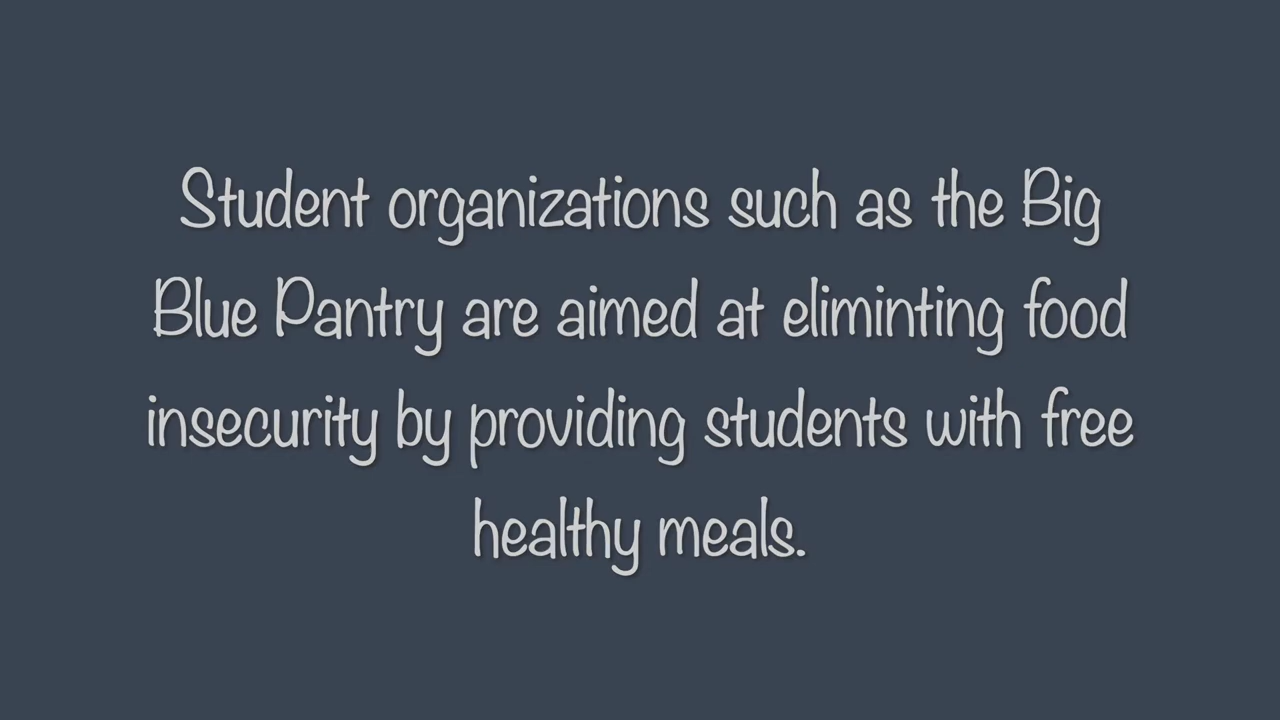 Student organizations such as the Big
Blue Pantry are aimed at eliminting food
insecurity by providing students with free
healthy meals.